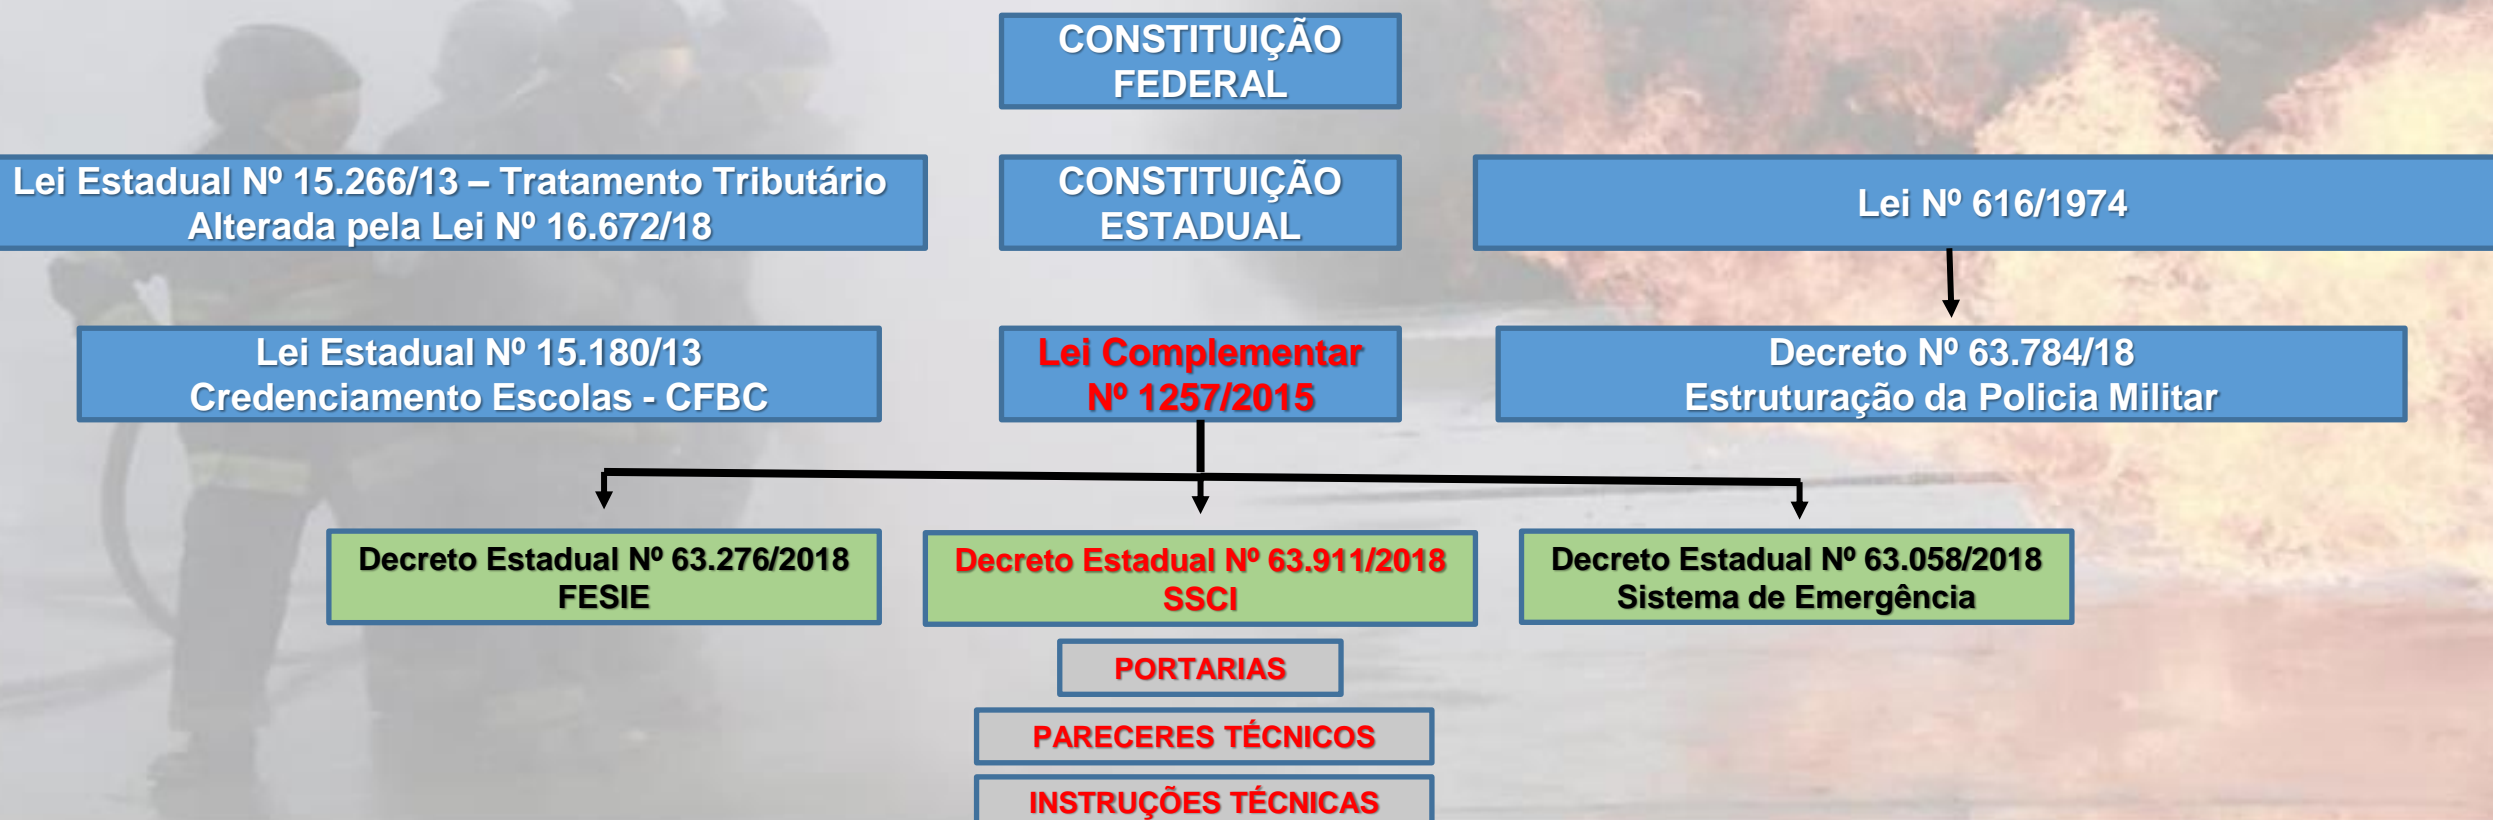 CONSTITUIÇÃO
FEDERAL
Lei Estadual Nº 15.266/13 – Tratamento Tributário
Alterada pela Lei Nº 16.672/18
CONSTITUIÇÃO
ESTADUAL
Lei Nº 616/1974
Lei Estadual Nº 15.180/13
Credenciamento Escolas - CFBC
Lei Complementar
Nº 1257/2015
Decreto Nº 63.784/18
Estruturação da Policia Militar
Decreto Estadual Nº 63.276/2018
FESIE
Decreto Estadual Nº 63.911/2018
SSCI
Decreto Estadual Nº 63.058/2018
Sistema de Emergência
PORTARIAS
PARECERES TÉCNICOS
INSTRUÇÕES TÉCNICAS